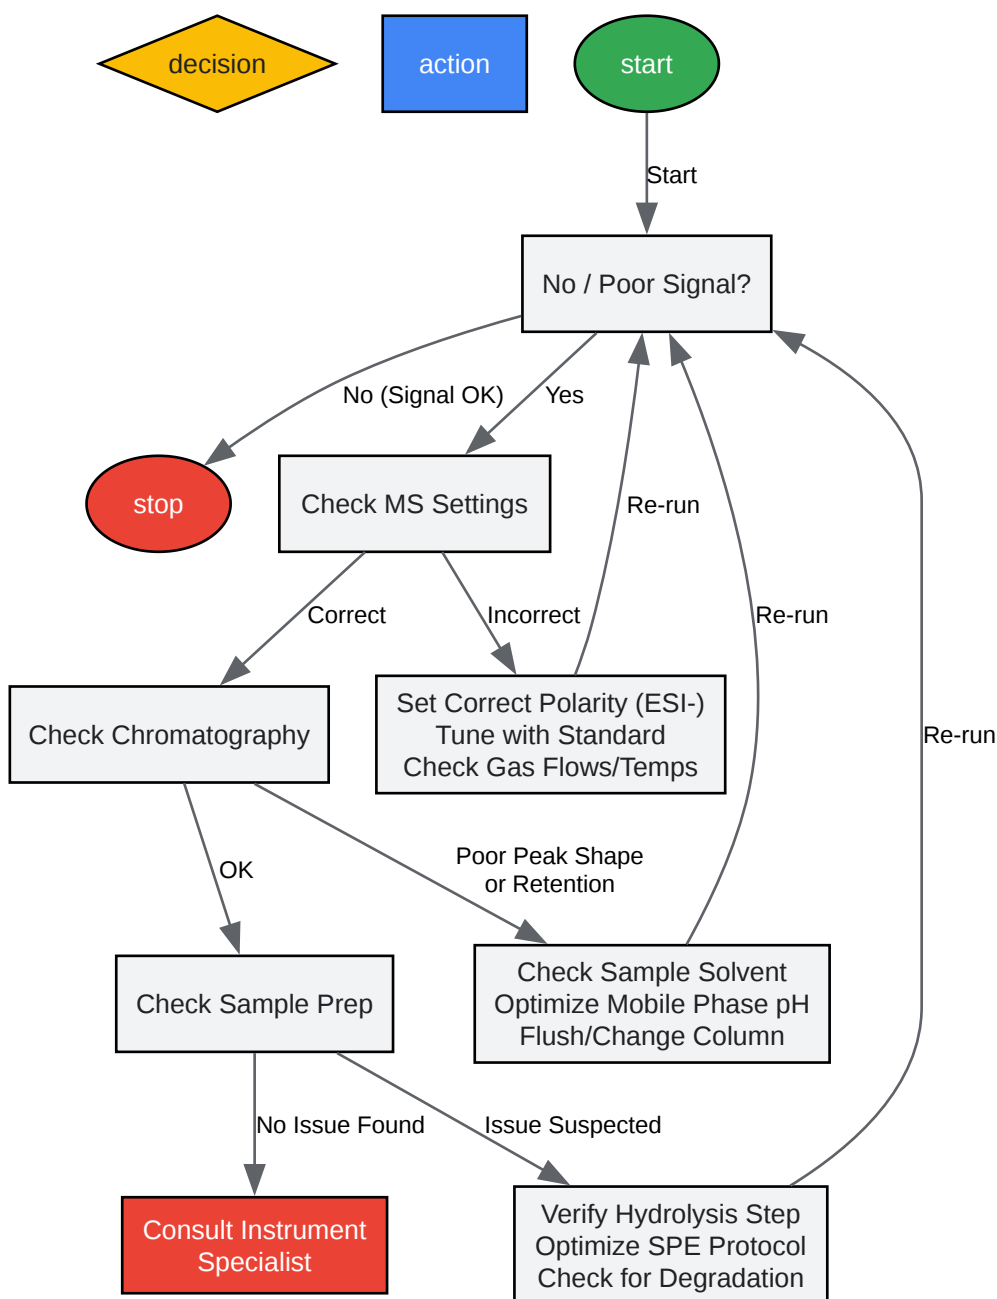 decision
action
start
Start
No / Poor Signal?
No (Signal OK)
Yes
stop
Check MS Settings
Re-run
Correct
Incorrect
Re-run
Check Chromatography
Set Correct Polarity (ESI-)
Tune with Standard
Check Gas Flows/Temps
Re-run
OK
Poor Peak Shape
or Retention
Check Sample Prep
Check Sample Solvent
Optimize Mobile Phase pH
Flush/Change Column
No Issue Found
Issue Suspected
Consult Instrument
Specialist
Verify Hydrolysis Step
Optimize SPE Protocol
Check for Degradation